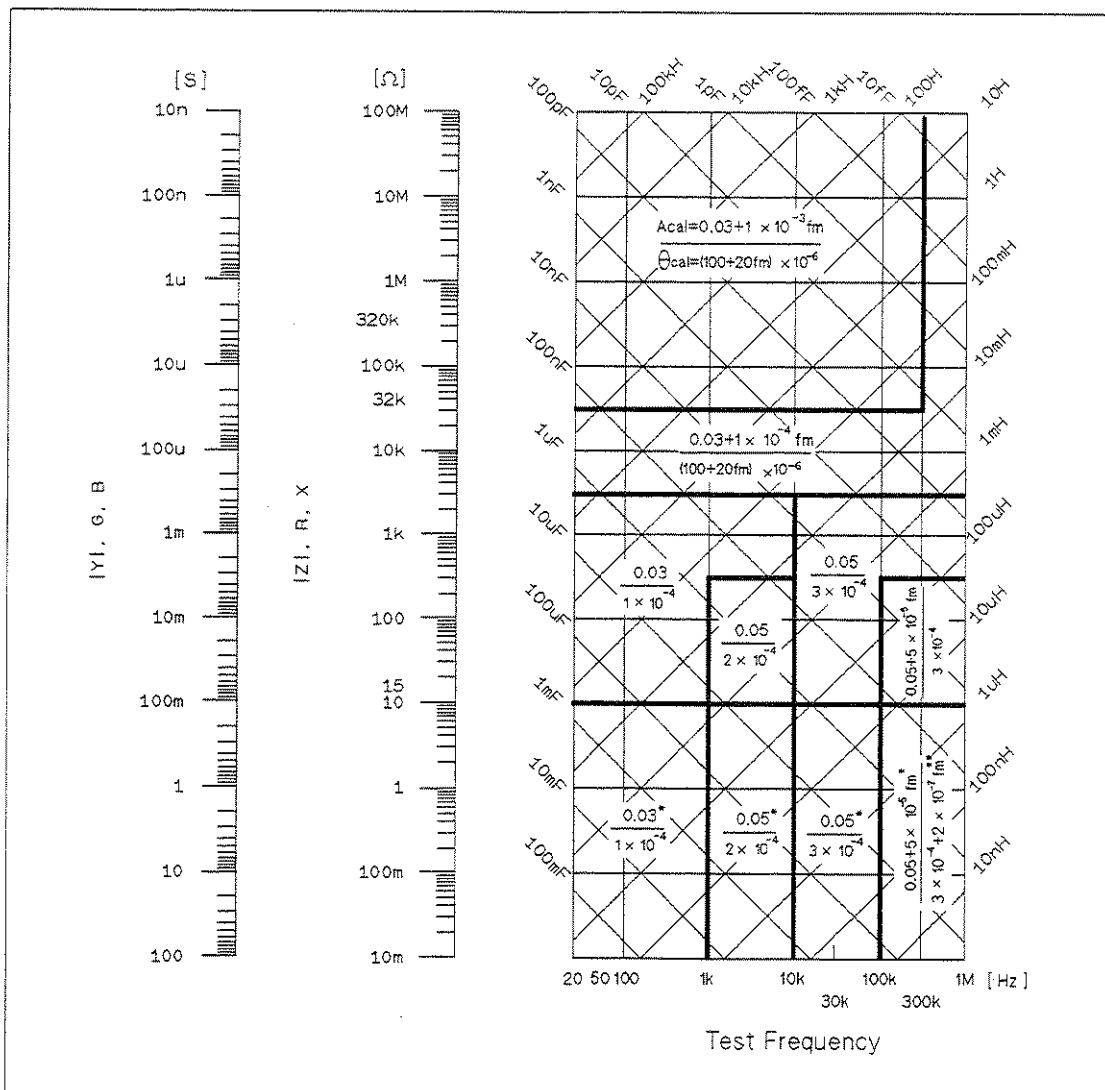 [S]
10n
100n
1u
10u
100u
1m
10m
100m
1
10
100
|Y|, G, B
[Ω]
100M
10M
1M
320k
100k
32k
10k
1k
100
15
10
1
100m
10m
|Z|, R, X
100pF
10pF
100kH
1pF
10kH
100fF
1kH
10fF
100H
10H
1nF
10nF
100nF
1uF
10uF
100uF
1mF
10mF
100mF
1H
100mH
10mH
1mH
100uH
10uH
1uH
100nH
10nH
Acal=0.03+1 × 10⁻³ fm
θcal=(100+20fm) ×10⁻⁶
0.03+1× 10⁻⁴ fm
(100+20fm) ×10⁻⁶
0.03
1 × 10⁻⁴
0.05
2 × 10⁻⁴
0.05
3 × 10⁻⁴
0.05+5 × 10⁻⁵ fm
3 ×10⁻⁴
0.03*
1× 10⁻⁴
0.05*
2× 10⁻⁴
0.05*
3 × 10⁻⁴
0.05+5 × 10⁻⁵ fm*
3 × 10⁻⁴+2 × 10⁻⁷ fm**
20 50 100 1k 10k 100k 1M [Hz]
30k 300k
Test Frequency